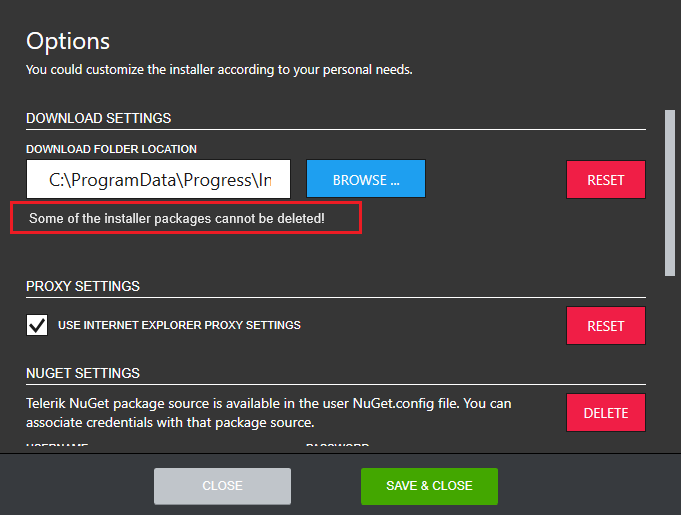 Options
You could customize the installer according to your personal needs.
DOWNLOAD SETTINGS
DOWNLOAD FOLDER LOCATION
C:\ProgramData\Progress\In
BROWSE ...
RESET
Some of the installer packages cannot be deleted!
PROXY SETTINGS
USE INTERNET EXPLORER PROXY SETTINGS
RESET
NUGET SETTINGS
Telerik NuGet package source is available in the user NuGet.config file. You can
associate credentials with that package source.
DELETE
USERNAME
PASSWORD
CLOSE
SAVE & CLOSE